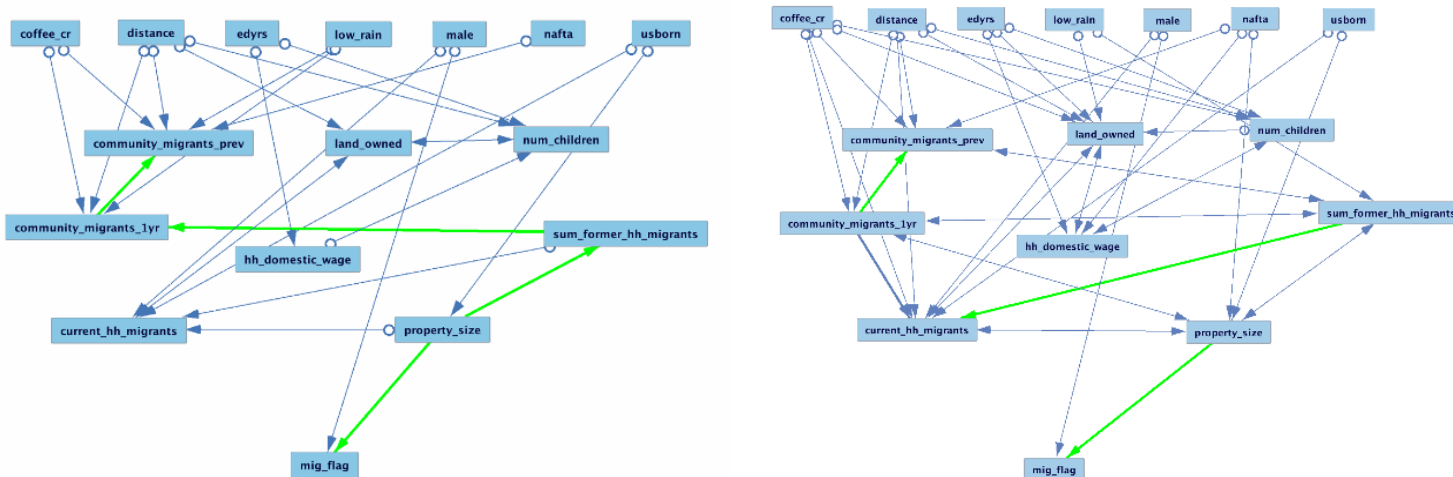 coffee_cr
distance
edyrs
low_rain
male
nafta
usborn
community_migrants_prev
land_owned
num_children
community_migrants_1yr
sum_former_hh_migrants
hh_domestic_wage
current_hh_migrants
property_size
mig_flag
coffee_cr
distance
edyrs
low_rain
male
nafta
usborn
community_migrants_prev
land_owned
num_children
community_migrants_1yr
sum_former_hh_migrants
hh_domestic_wage
current_hh_migrants
property_size
mig_flag